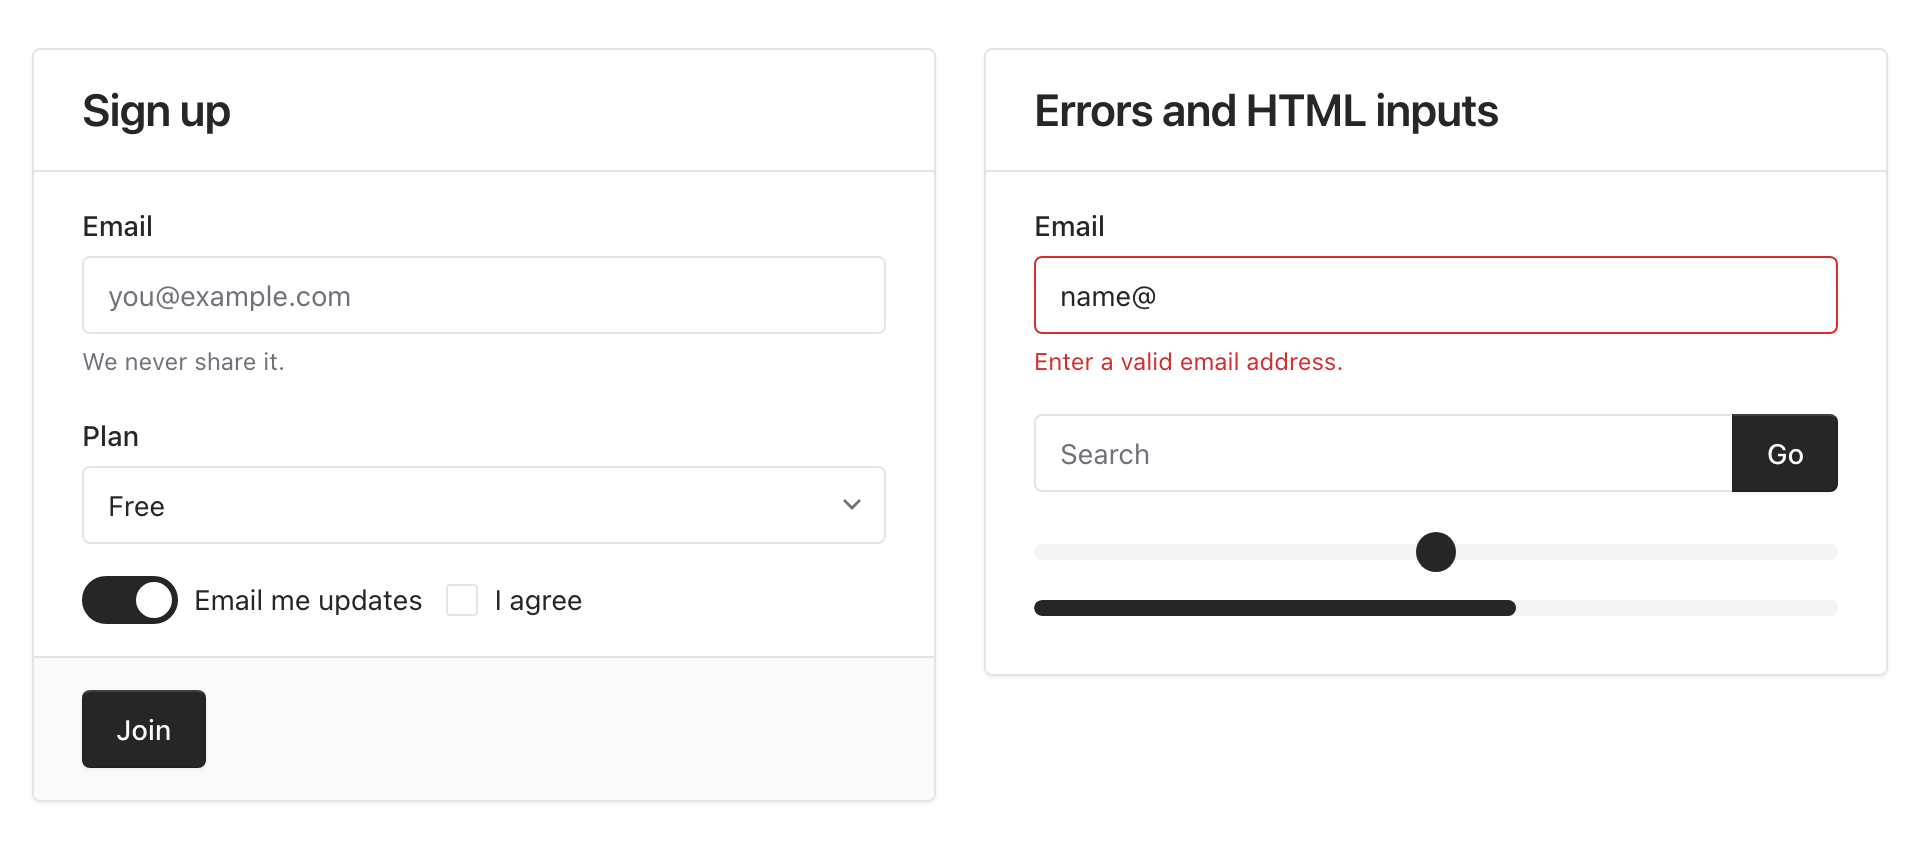 Sign up
Email
you@example.com
We never share it.
Plan
Free
Email me updates
I agree
Join
Errors and HTML inputs
Email
name@
Enter a valid email address.
Search
Go